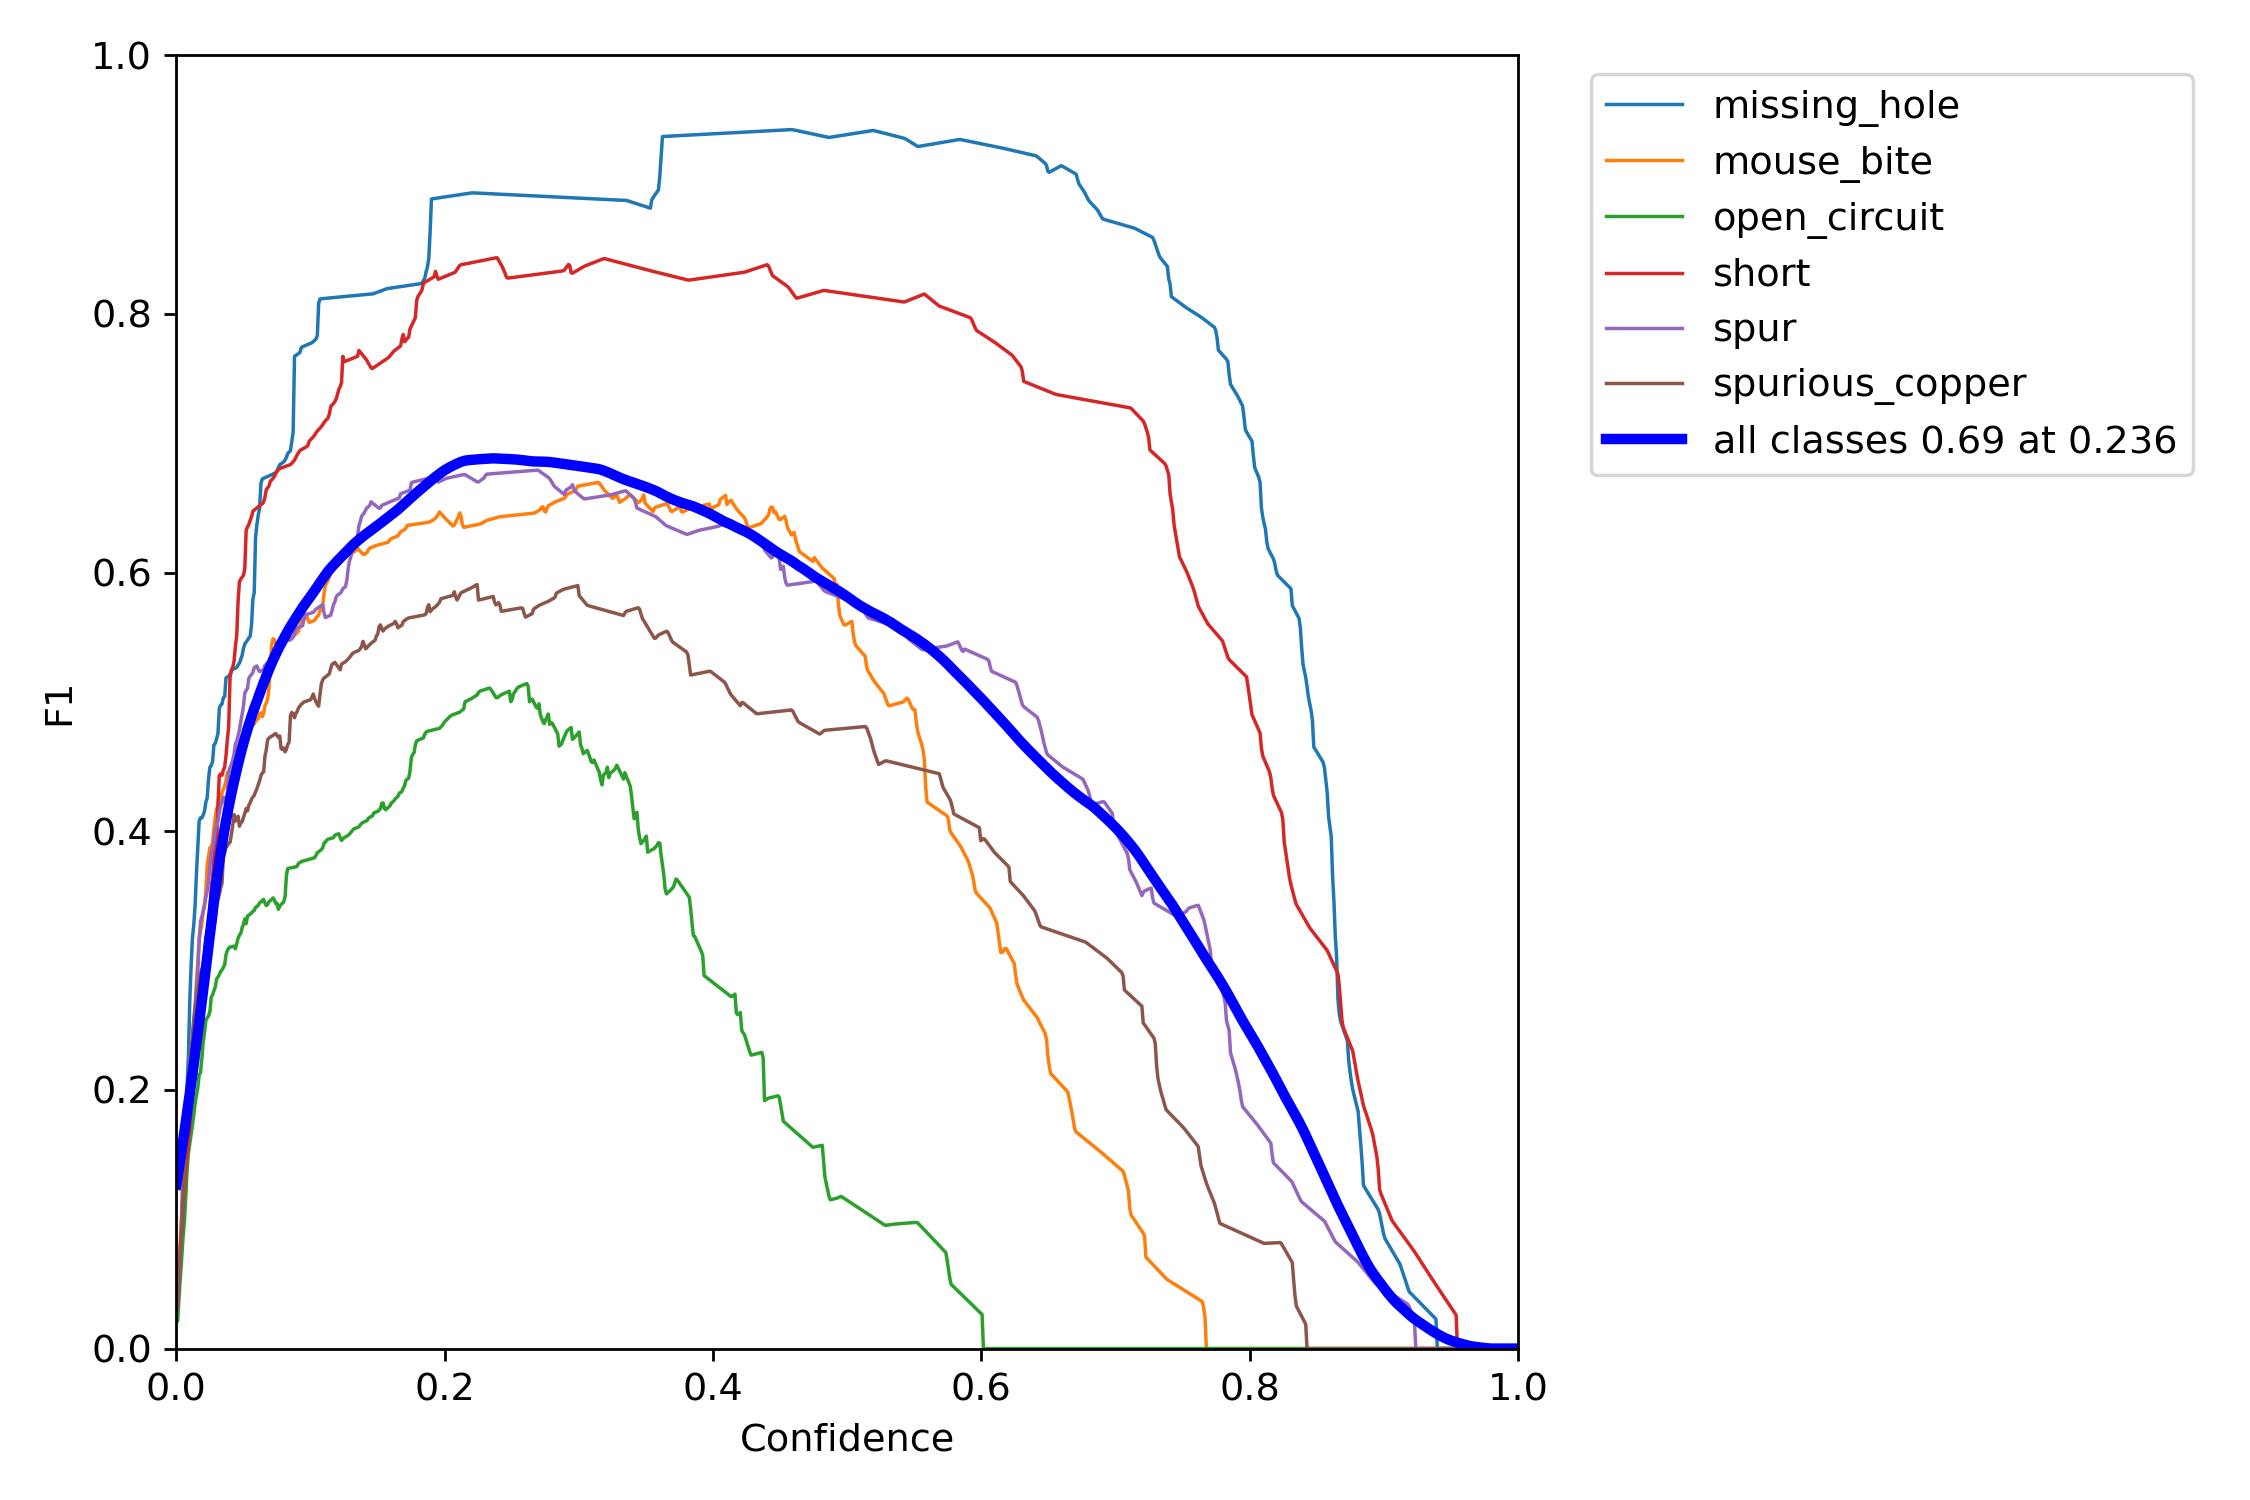 1.0
0.8
0.6
0.4
0.2
0.0
F1
0.0 0.2 0.4 0.6 0.8 1.0
Confidence
missing_hole
mouse_bite
open_circuit
short
spur
spurious_copper
all classes 0.69 at 0.236